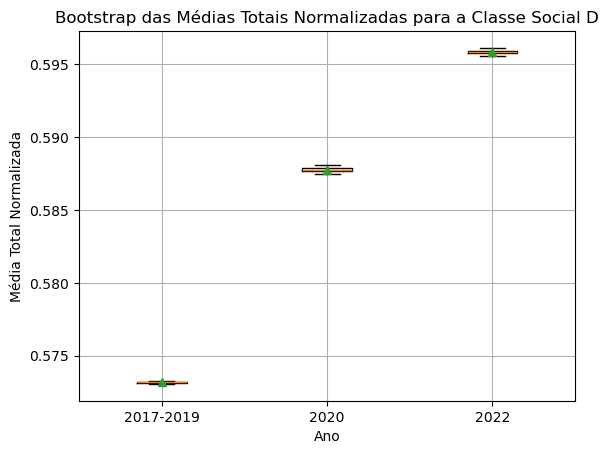 Bootstrap das Médias Totais Normalizadas para a Classe Social D
Média Total Normalizada
0.595
0.590
0.585
0.580
0.575
2017-2019
2020
2022
Ano